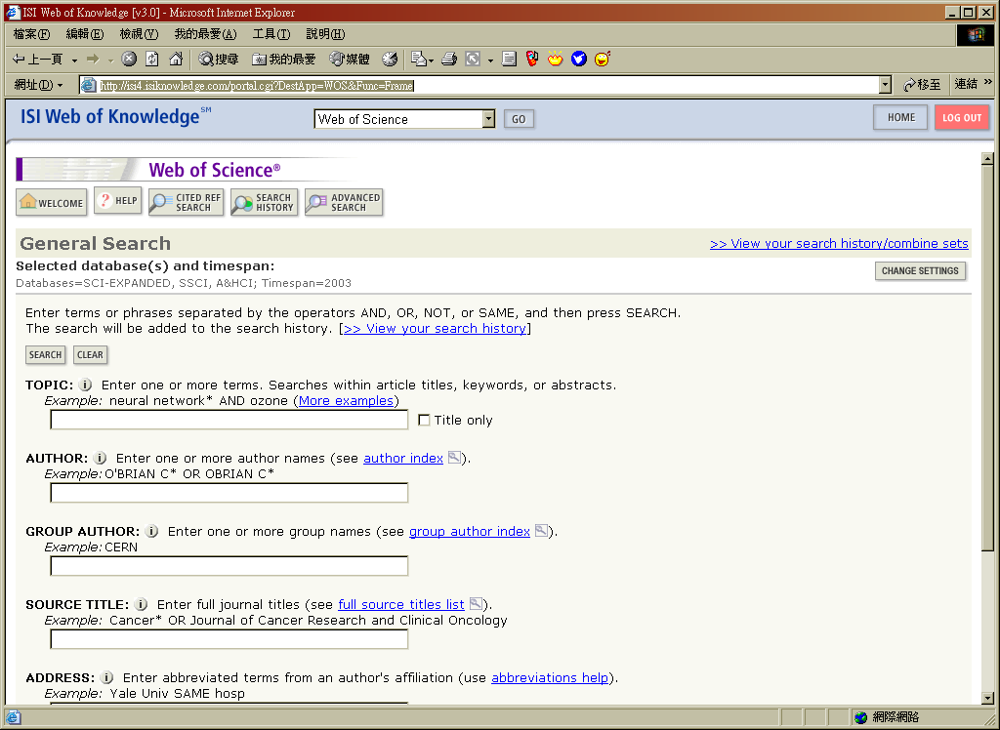 ISI Web of Knowledge [v3.0] - Microsoft Internet Explorer
檔案(F) 編輯(E) 檢視(V) 我的最愛(A) 工具(T) 說明(H)
上一頁 搜尋 我的最愛 媒體
網址(D) http://isi4.isiknowledge.com/portal.cgi?DestApp=WOS&Func=Frame 移至 連結 »
ISI Web of Knowledge SM Web of Science GO HOME LOG OUT
Web of Science®
WELCOME ? HELP CITED REF SEARCH SEARCH HISTORY ADVANCED SEARCH
General Search >> View your search history/combine sets
Selected database(s) and timespan: CHANGE SETTINGS
Databases=SCI-EXPANDED, SSCI, A&HCI; Timespan=2003
Enter terms or phrases separated by the operators AND, OR, NOT, or SAME, and then press SEARCH.
The search will be added to the search history. [>> View your search history]
SEARCH CLEAR
TOPIC: i Enter one or more terms. Searches within article titles, keywords, or abstracts.
Example: neural network* AND ozone (More examples)
Title only
AUTHOR: i Enter one or more author names (see author index ).
Example: O'BRIAN C* OR OBRIAN C*
GROUP AUTHOR: i Enter one or more group names (see group author index ).
Example: CERN
SOURCE TITLE: i Enter full journal titles (see full source titles list ).
Example: Cancer* OR Journal of Cancer Research and Clinical Oncology
ADDRESS: i Enter abbreviated terms from an author's affiliation (use abbreviations help).
Example: Yale Univ SAME hosp
網際網路